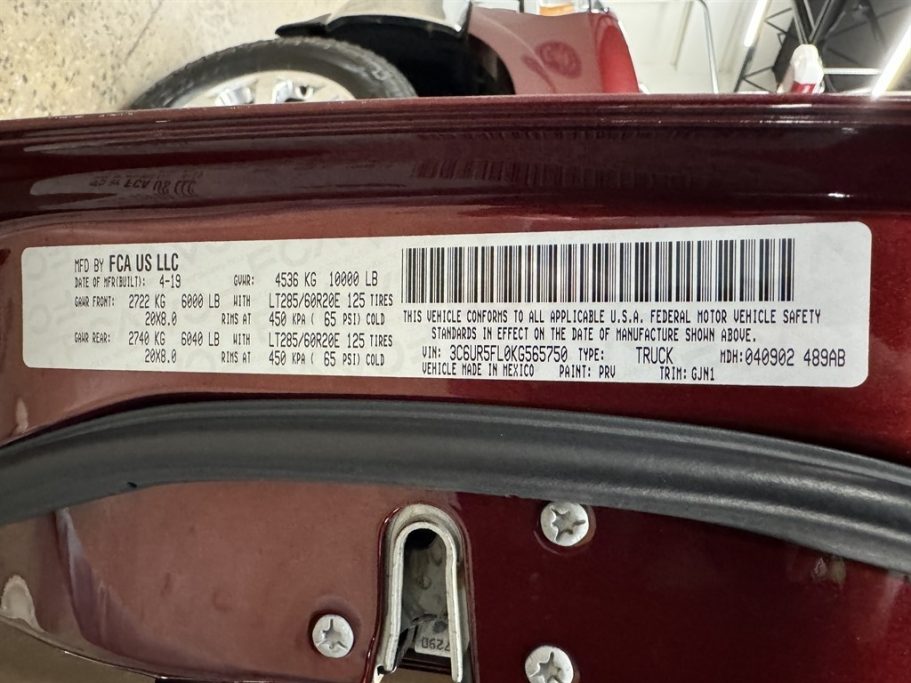 MFD BY FCA US LLC
DATE OF MFR(BUILT): 4-19 GVWR: 4536 KG 10000 LB
GAWR FRONT: 2722 KG 6000 LB WITH LT285/60R20E 125 TIRES
20X8.0 RIMS AT 450 KPA ( 65 PSI) COLD
GAWR REAR: 2740 KG 6040 LB WITH LT285/60R20E 125 TIRES
20X8.0 RIMS AT 450 KPA ( 65 PSI) COLD
THIS VEHICLE CONFORMS TO ALL APPLICABLE U.S.A. FEDERAL MOTOR VEHICLE SAFETY
STANDARDS IN EFFECT ON THE DATE OF MANUFACTURE SHOWN ABOVE.
VIN: 3C6UR5FL0KG565750 TYPE: TRUCK MDH:040902 489AB
VEHICLE MADE IN MEXICO PAINT: PRV TRIM: GJN1